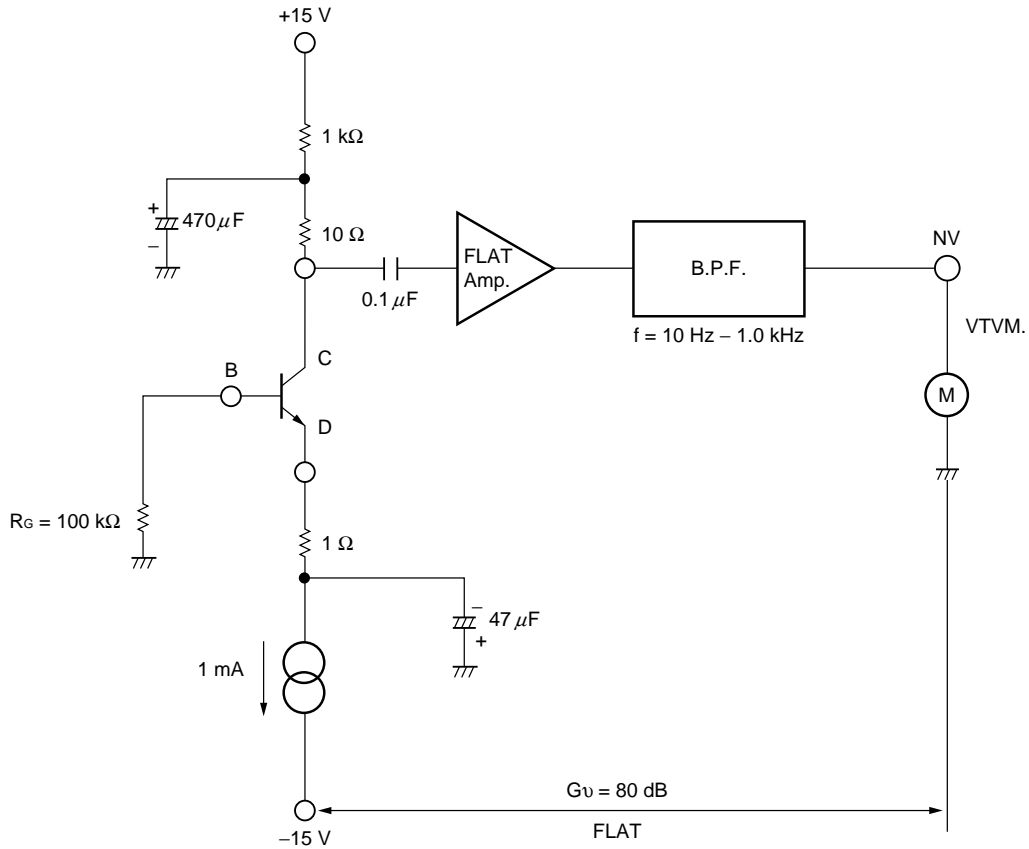 +15 V
1 kΩ
+
470 μF
−
10 Ω
0.1 μF
FLAT
Amp.
B.P.F.
f = 10 Hz – 1.0 kHz
NV
VTVM.
M
C
B
D
RG = 100 kΩ
1 Ω
−
47 μF
+
1 mA
Gυ = 80 dB
FLAT
−15 V